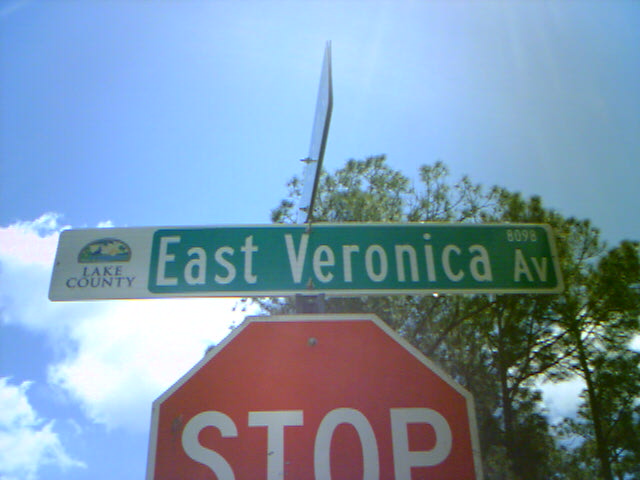 LAKE
COUNTY
East Veronica Av
8098
STOP